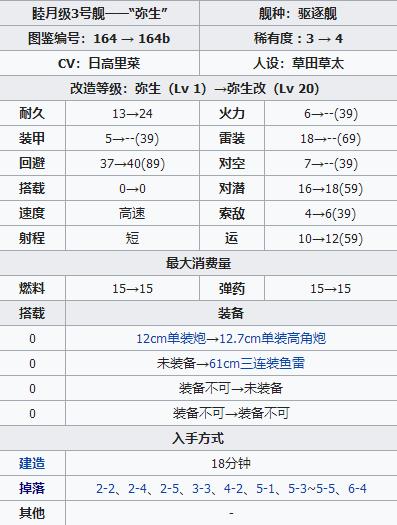 睦月级3号舰——“弥生” 舰种：驱逐舰
图鉴编号：164 → 164b 稀有度：3 → 4
CV：日高里菜 人设：草田草太
改造等级：弥生（Lv 1）→弥生改（Lv 20）
耐久 13→24 火力 6→--(39)
装甲 5→--(39) 雷装 18→--(69)
回避 37→40(89) 对空 7→--(39)
搭载 0→0 对潜 16→18(59)
速度 高速 索敌 4→6(39)
射程 短 运 10→12(59)
最大消费量
燃料 15→15 弹药 15→15
搭载 装备
0 12cm单装炮→12.7cm单装高角炮
0 未装备→61cm三连装鱼雷
0 装备不可→未装备
0 装备不可→装备不可
入手方式
建造 18分钟
掉落 2-2、2-4、2-5、3-3、4-2、5-1、5-3~5-5、6-4
其他 -